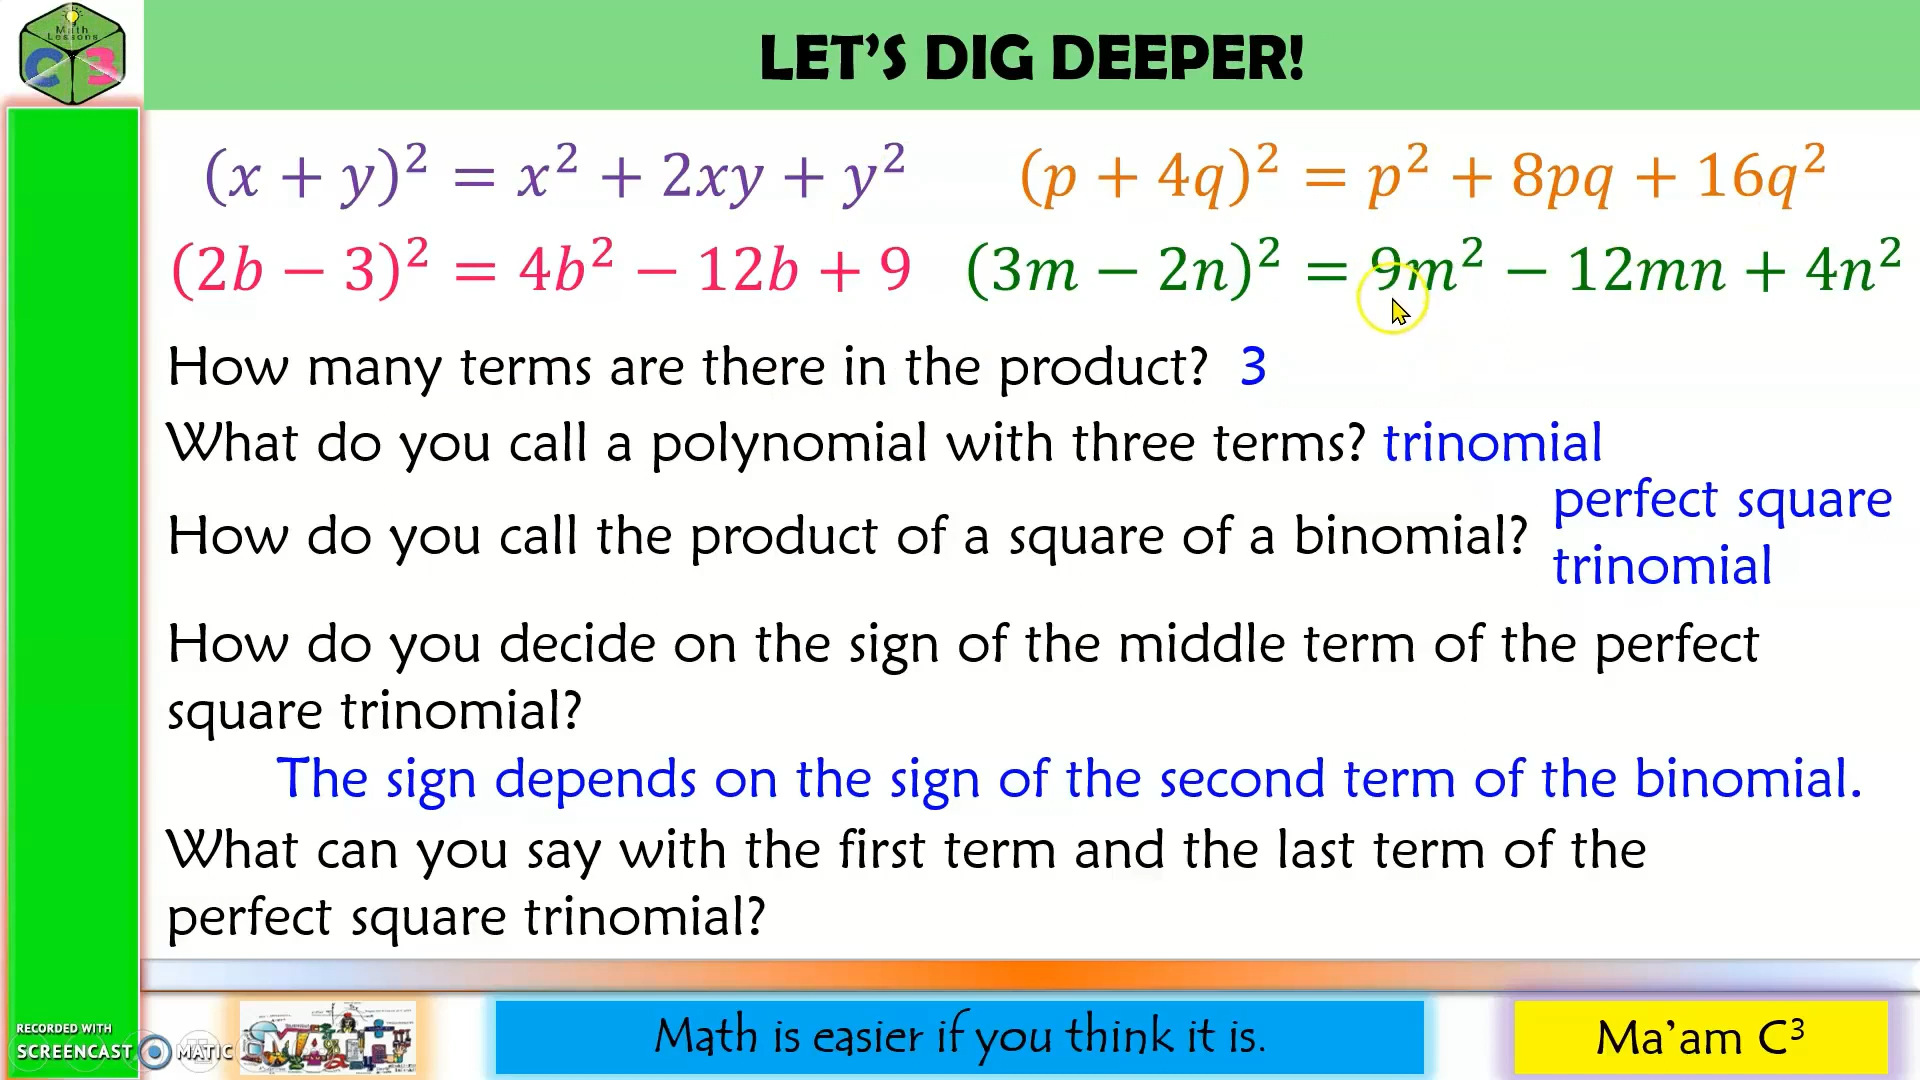 Math
Lessons
C 3
LET'S DIG DEEPER!
(x + y)² = x² + 2xy + y²
(p + 4q)² = p² + 8pq + 16q²
(2b − 3)² = 4b² − 12b + 9
(3m − 2n)² = 9m² − 12mn + 4n²
How many terms are there in the product? 3
What do you call a polynomial with three terms? trinomial
How do you call the product of a square of a binomial? perfect square
trinomial
How do you decide on the sign of the middle term of the perfect
square trinomial?
The sign depends on the sign of the second term of the binomial.
What can you say with the first term and the last term of the
perfect square trinomial?
RECORDED WITH
SCREENCAST MATIC
MATH
Math is easier if you think it is.
Ma'am C³